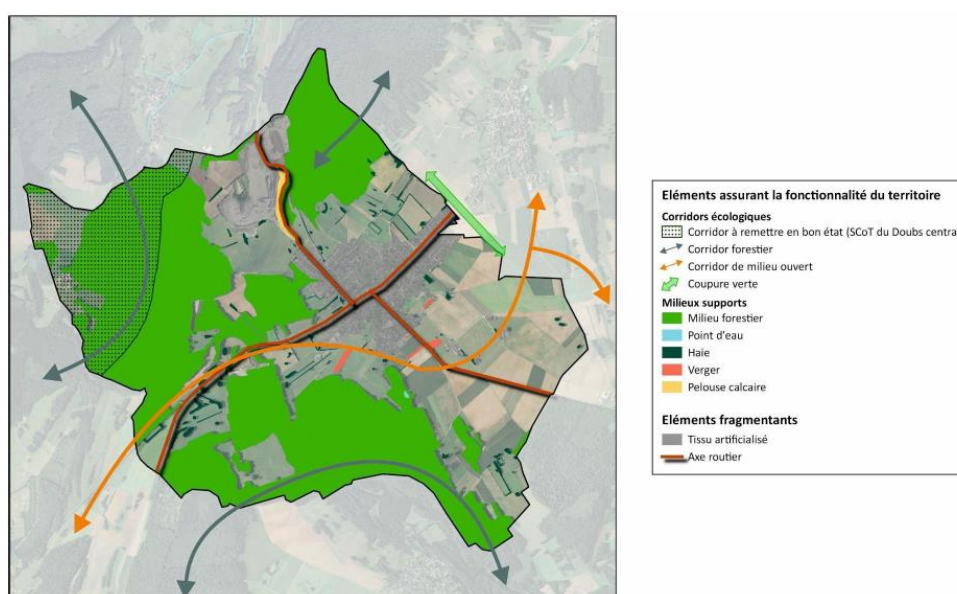 Eléments assurant la fonctionnalité du territoire
Corridors écologiques
Corridor à remettre en bon état (SCoT du Doubs centra
Corridor forestier
Corridor de milieu ouvert
Coupure verte
Milieux supports
Milieu forestier
Point d'eau
Haie
Verger
Pelouse calcaire
Eléments fragmentants
Tissu artificialisé
Axe routier